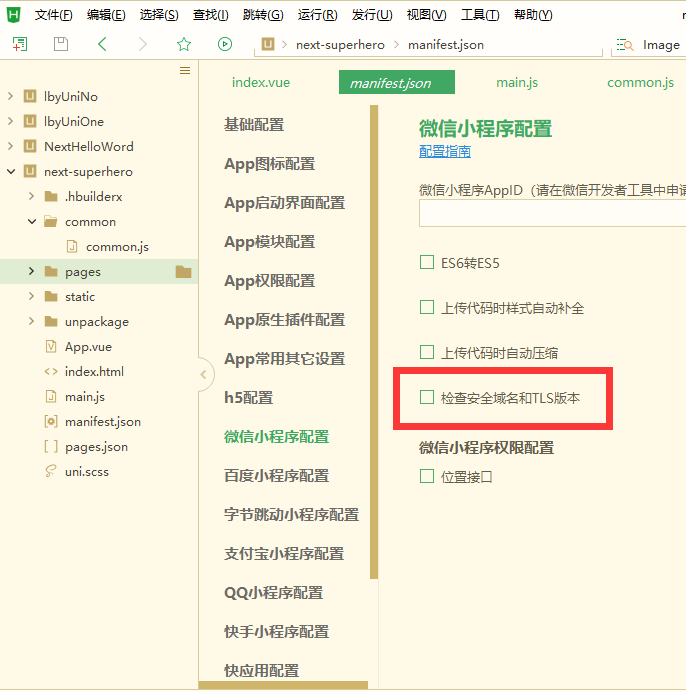 文件(F) 编辑(E) 选择(S) 查找(I) 跳转(G) 运行(R) 发行(U) 视图(V) 工具(T) 帮助(Y)
next-superhero manifest.json Image
index.vue manifest.json main.js common.js
lbyUniNo
lbyUniOne
NextHelloWord
next-superhero
.hbuilderx
common
common.js
pages
static
unpackage
App.vue
index.html
main.js
manifest.json
pages.json
uni.scss
基础配置
App图标配置
App启动界面配置
App模块配置
App权限配置
App原生插件配置
App常用其它设置
h5配置
微信小程序配置
百度小程序配置
字节跳动小程序配置
支付宝小程序配置
QQ小程序配置
快手小程序配置
快应用配置
微信小程序配置
配置指南
微信小程序AppID（请在微信开发者工具中申请
ES6转ES5
上传代码时样式自动补全
上传代码时自动压缩
检查安全域名和TLS版本
微信小程序权限配置
位置接口